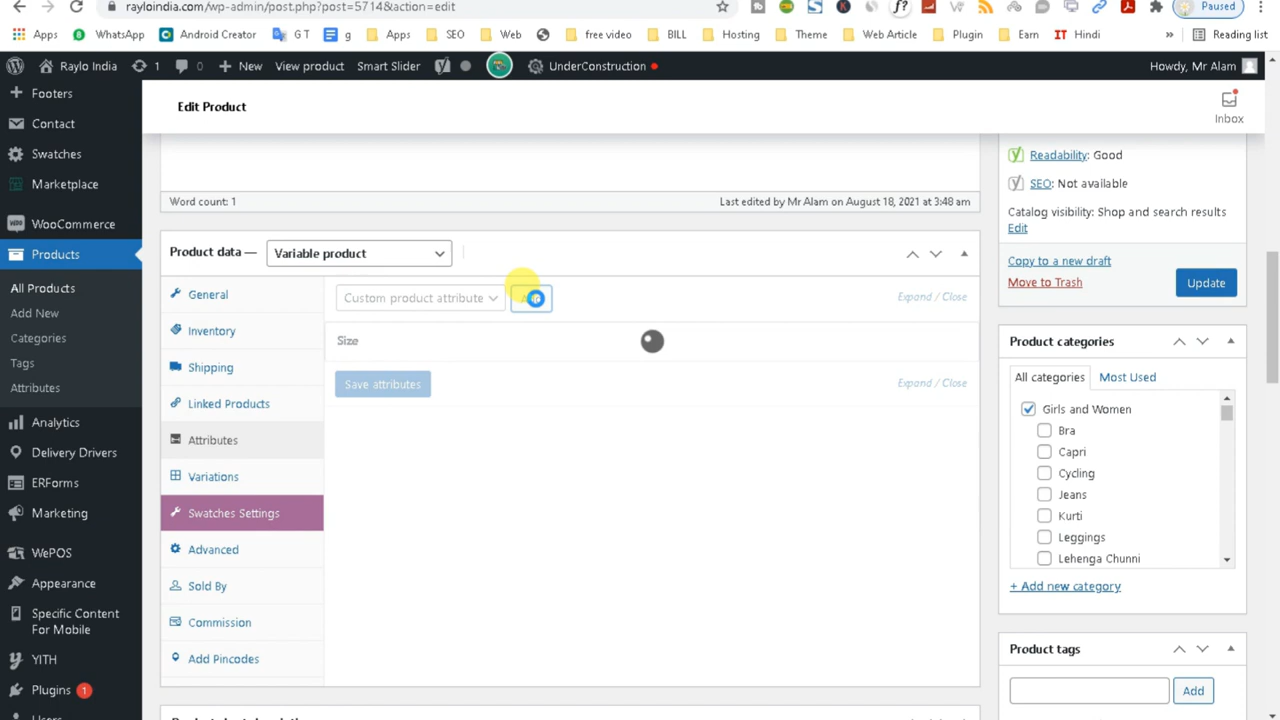 rayloindia.com/wp-admin/post.php?post=5714&action=edit
Paused
Apps WhatsApp Android Creator G T g Apps SEO Web free video BILL Hosting Theme Web Article Plugin Earn IT Hindi » Reading list
Raylo India 1 New View product Smart Slider UnderConstruction Howdy, Mr Alam
Footers
Contact
Swatches
Marketplace
WooCommerce
Products
All Products
Add New
Categories
Tags
Attributes
Analytics
Delivery Drivers
ERForms
Marketing
WePOS
Appearance
Specific Content
For Mobile
YITH
Plugins 1
Edit Product
Inbox
Word count: 1 Last edited by Mr Alam on August 18, 2021 at 3:48 am
Product data — Variable product
General
Inventory
Shipping
Linked Products
Attributes
Variations
Swatches Settings
Advanced
Sold By
Commission
Add Pincodes
Custom product attribute Expand / Close
Size
Save attributes Expand / Close
Readability: Good
SEO: Not available
Catalog visibility: Shop and search results
Edit
Copy to a new draft
Move to Trash Update
Product categories
All categories Most Used
Girls and Women
Bra
Capri
Cycling
Jeans
Kurti
Leggings
Lehenga Chunni
+ Add new category
Product tags
Add